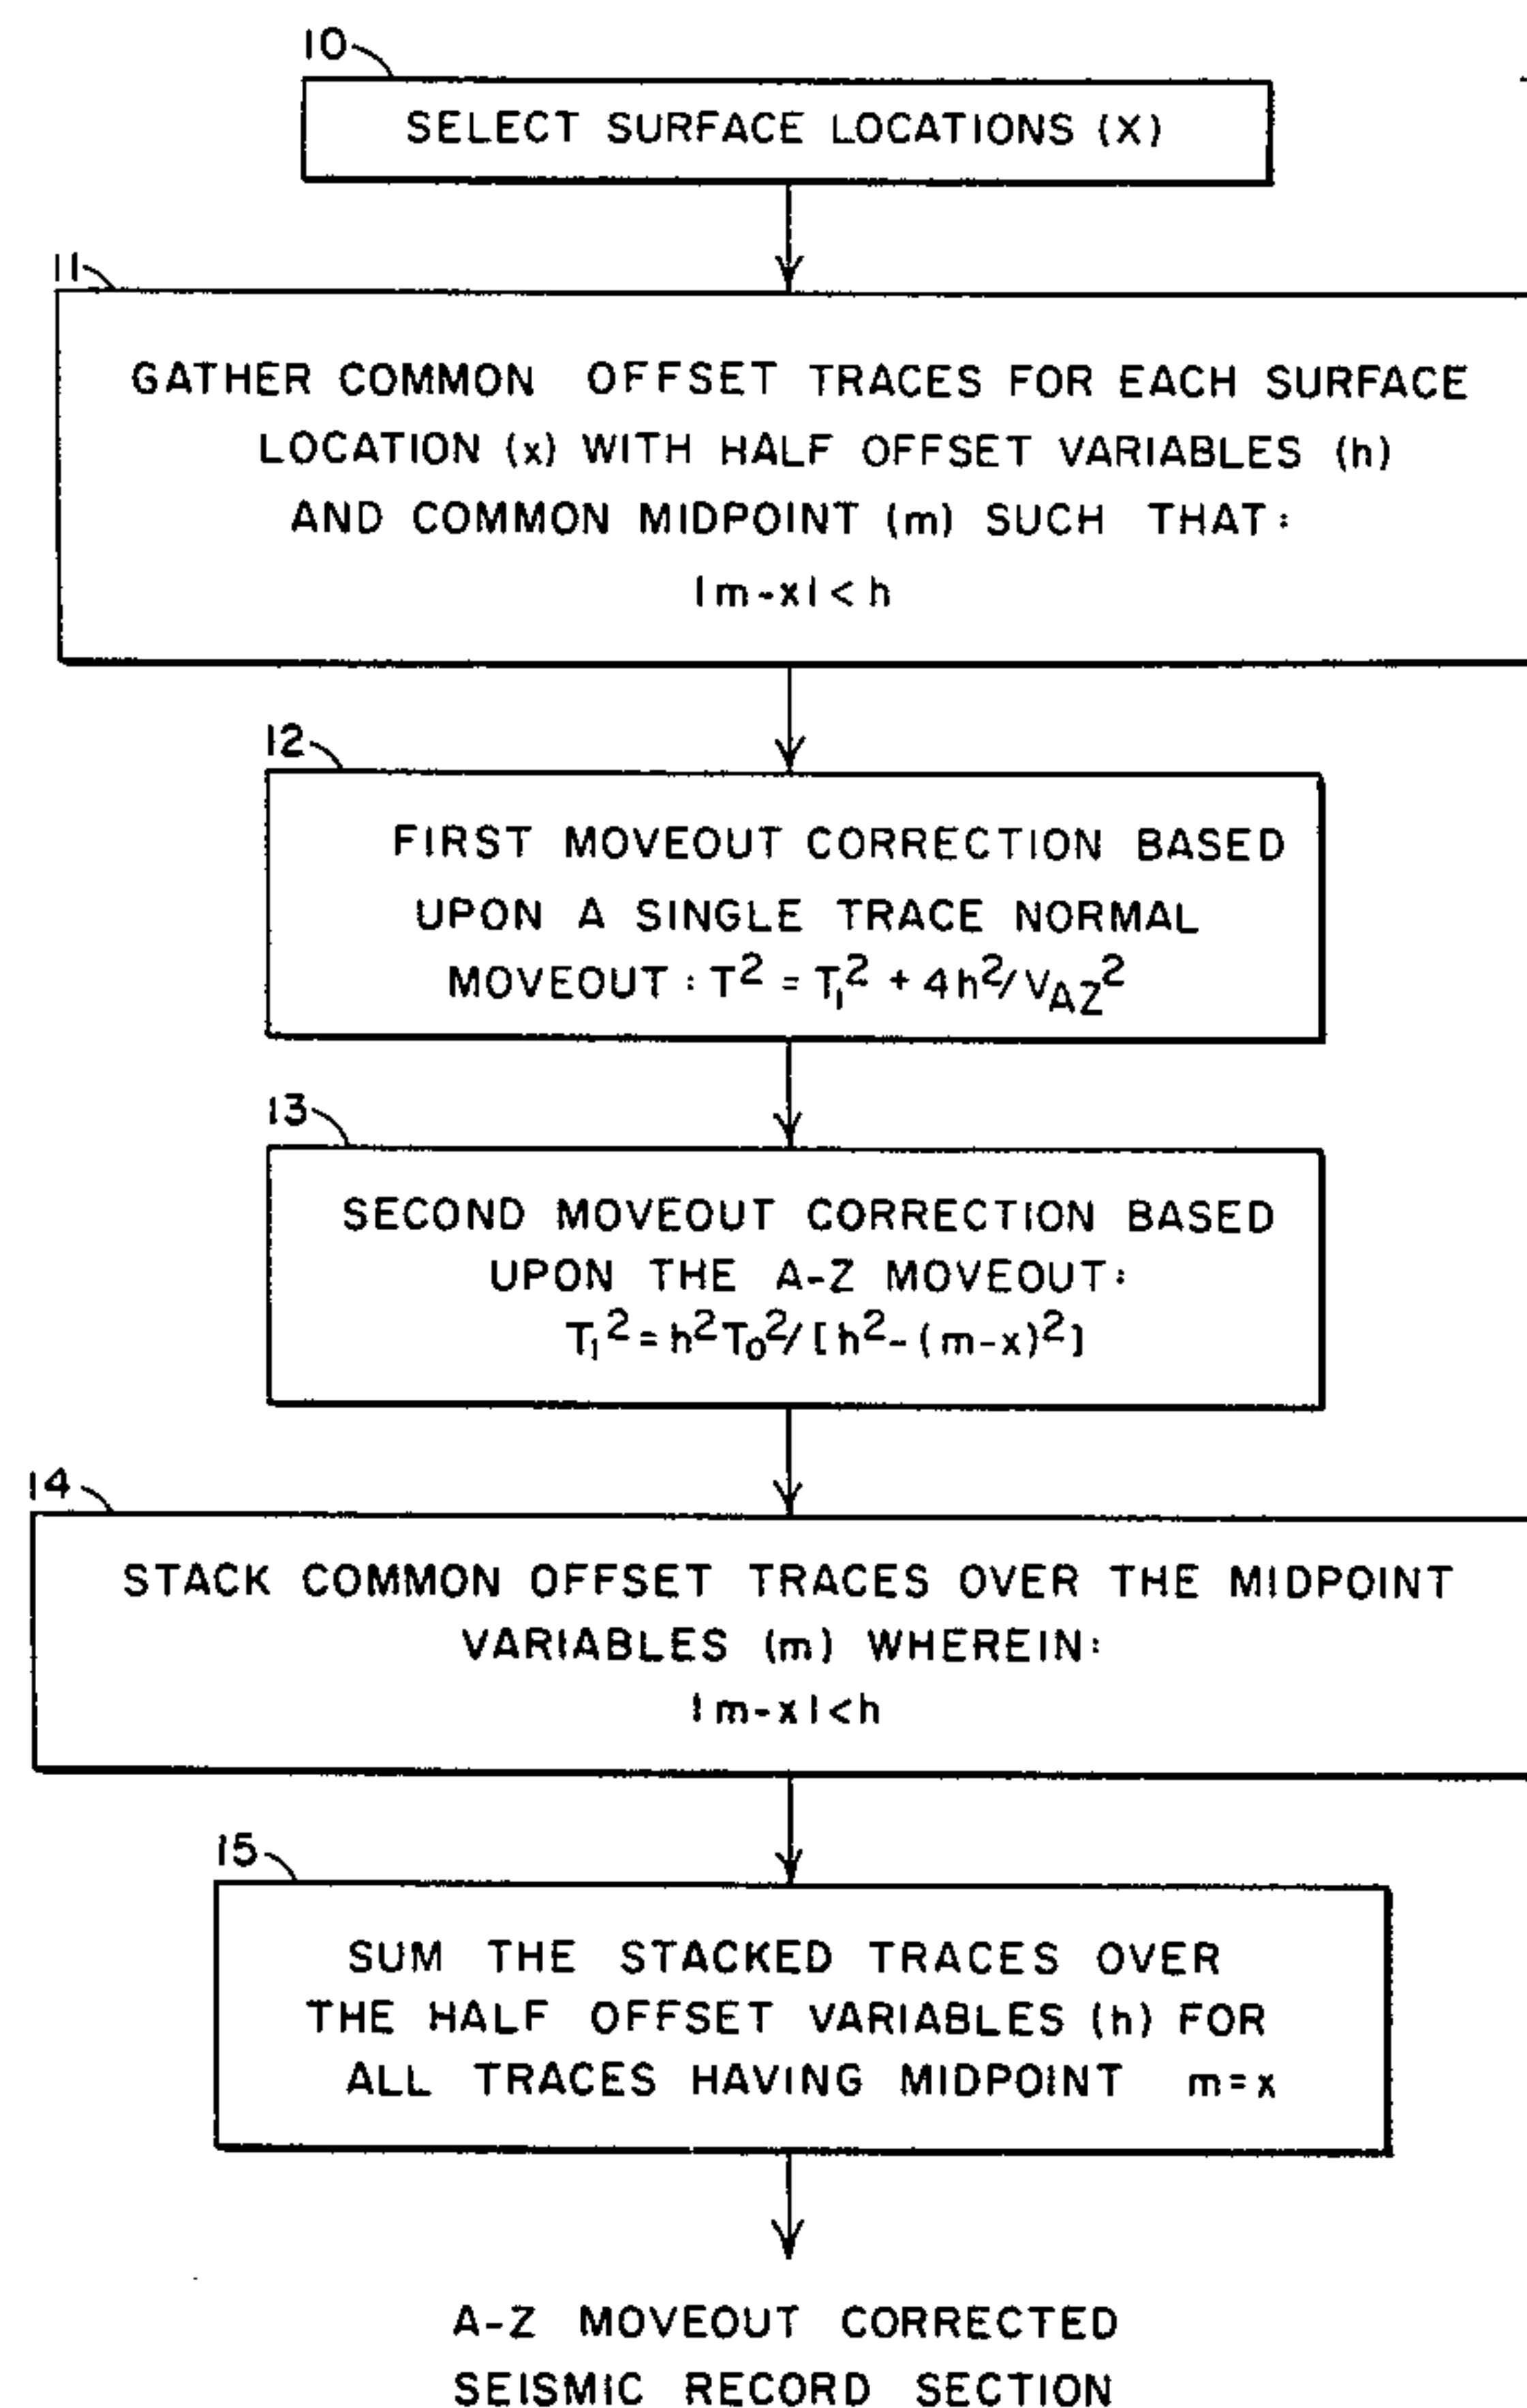 10
SELECT SURFACE LOCATIONS (X)
11
GATHER COMMON OFFSET TRACES FOR EACH SURFACE
LOCATION (x) WITH HALF OFFSET VARIABLES (h)
AND COMMON MIDPOINT (m) SUCH THAT:
|m-x|<h
12
FIRST MOVEOUT CORRECTION BASED
UPON A SINGLE TRACE NORMAL
MOVEOUT: T² = T₁² + 4h²/V_AZ²
13
SECOND MOVEOUT CORRECTION BASED
UPON THE A-Z MOVEOUT:
T₁² = h²T₀²/[h²-(m-x)²]
14
STACK COMMON OFFSET TRACES OVER THE MIDPOINT
VARIABLES (m) WHEREIN:
|m-x|<h
15
SUM THE STACKED TRACES OVER
THE HALF OFFSET VARIABLES (h) FOR
ALL TRACES HAVING MIDPOINT m=x
A-Z MOVEOUT CORRECTED
SEISMIC RECORD SECTION